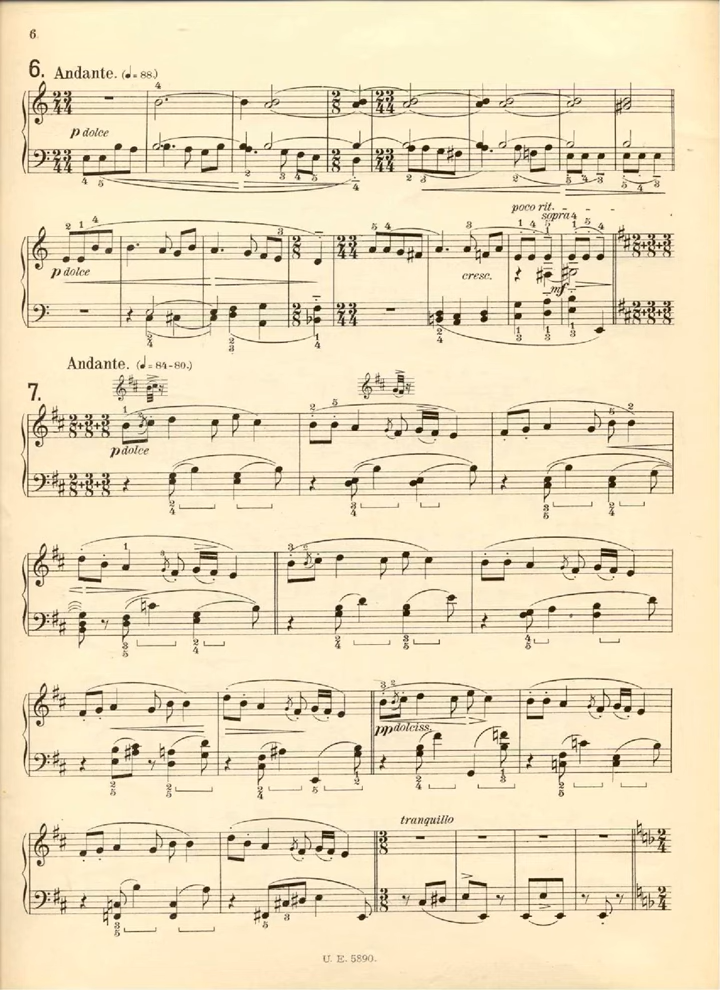 6
6. Andante. (♩= 88.)
p dolce
poco rit.
sopra
p dolce
cresc.
mf
Andante. (♩= 84-80.)
7.
p dolce
pp dolciss.
tranquillo
U. E. 5890.